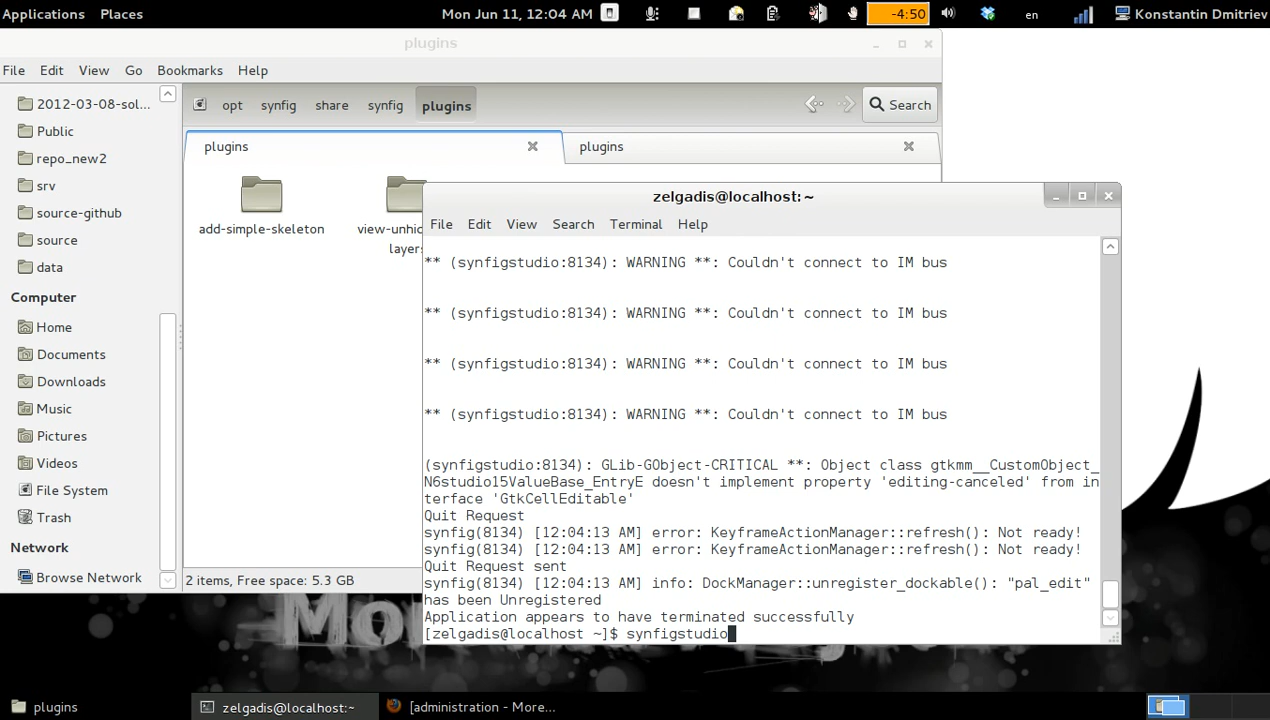 Applications Places Mon Jun 11, 12:04 AM -4:50 en Konstantin Dmitriev
plugins
File Edit View Go Bookmarks Help
2012-03-08-sol...
Public
repo_new2
srv
source-github
source
data
Computer
Home
Documents
Downloads
Music
Pictures
Videos
File System
Trash
Network
Browse Network
opt synfig share synfig plugins Search
plugins plugins
add-simple-skeleton
view-unhi
layers
2 items, Free space: 5.3 GB
zelgadis@localhost:~
File Edit View Search Terminal Help
** (synfigstudio:8134): WARNING **: Couldn't connect to IM bus
** (synfigstudio:8134): WARNING **: Couldn't connect to IM bus
** (synfigstudio:8134): WARNING **: Couldn't connect to IM bus
** (synfigstudio:8134): WARNING **: Couldn't connect to IM bus
(synfigstudio:8134): GLib-GObject-CRITICAL **: Object class gtkmm__CustomObject_
N6studio15ValueBase_EntryE doesn't implement property 'editing-canceled' from in
terface 'GtkCellEditable'
Quit Request
synfig(8134) [12:04:13 AM] error: KeyframeActionManager::refresh(): Not ready!
synfig(8134) [12:04:13 AM] error: KeyframeActionManager::refresh(): Not ready!
Quit Request sent
synfig(8134) [12:04:13 AM] info: DockManager::unregister_dockable(): "pal_edit"
has been Unregistered
Application appears to have terminated successfully
[zelgadis@localhost ~]$ synfigstudio
plugins zelgadis@localhost:~ [administration - More...